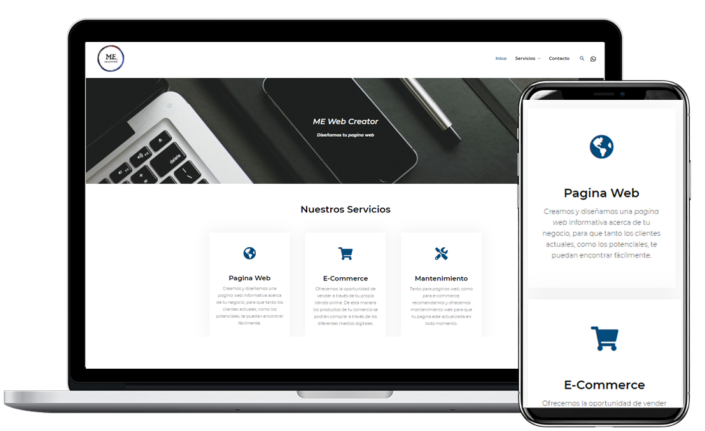 ME
Inicio Servicios Contacto
ME Web Creator
Diseñamos tu pagina web
Nuestros Servicios
Pagina Web
Creamos y diseñamos una
pagina web informativa acerca
de tu negocio, para que tanto los
clientes actuales, como los
potenciales, te puedan encontrar
fácilmente.
E-Commerce
Ofrecemos la oportunidad de
vender a través de tu propia
tienda online. De esta manera
los productos de tu comercio se
podrán comprar a través de los
diferentes medios digitales.
Mantenimiento
Tanto para paginas web, como
para e-commerce,
recomendamos y ofrecemos
mantenimiento web para que
tu pagina este actualizada en
todo momento.
Pagina Web
Creamos y diseñamos una pagina
web informativa acerca de tu
negocio, para que tanto los clientes
actuales, como los potenciales, te
puedan encontrar fácilmente.
E-Commerce
Ofrecemos la oportunidad de vender